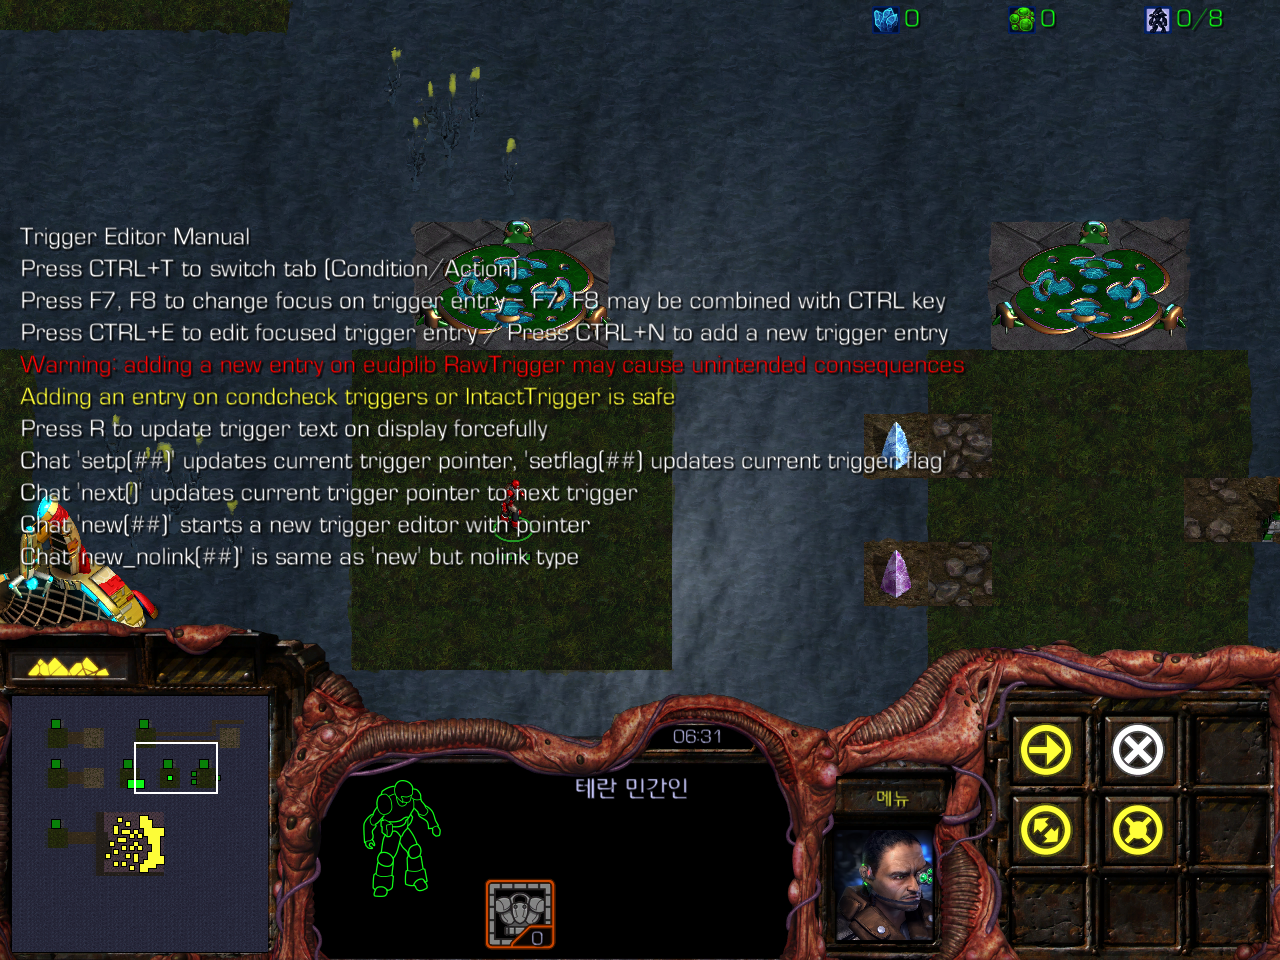 0
0
0/8
Trigger Editor Manual
Press CTRL+T to switch tab (Condition/Action)
Press F7, F8 to change focus on trigger entry - F7, F8 may be combined with CTRL key
Press CTRL+E to edit focused trigger entry / Press CTRL+N to add a new trigger entry
Warning: adding a new entry on eudplib RawTrigger may cause unintended consequences
Adding an entry on condcheck triggers or IntactTrigger is safe
Press R to update trigger text on display forcefully
Chat 'setp(##)' updates current trigger pointer, 'setflag(##) updates current trigger flag'
Chat 'next()' updates current trigger pointer to next trigger
Chat 'new(##)' starts a new trigger editor with pointer
Chat 'new_nolink(##)' is same as 'new' but nolink type
06:31
테란 민간인
메뉴
0